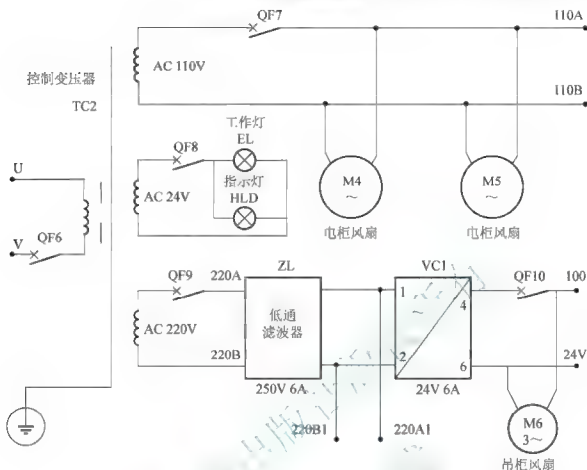 QF7
110A
控制变压器
TC2
AC 110V
110B
工作灯
EL
QF8
U
指示灯
HLD
AC 24V
M4
~
M5
~
V
QF6
电柜风扇
电柜风扇
QF9
220A
ZL
VC1
QF10
100
低通
滤波器
1
4
AC 220V
220B
2
6
24V
250V 6A
24V 6A
220B1
220A1
M6
3~
吊柜风扇